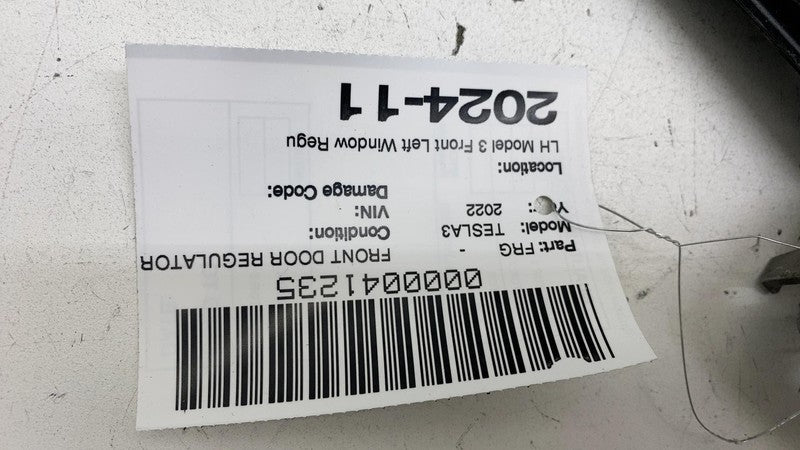 0000041235
Part: FRG - FRONT DOOR REGULATOR
Model: TESLA3 Condition:
2022 VIN:
Damage Code:
Location:
LH Model 3 Front Left Window Regu
2024-11